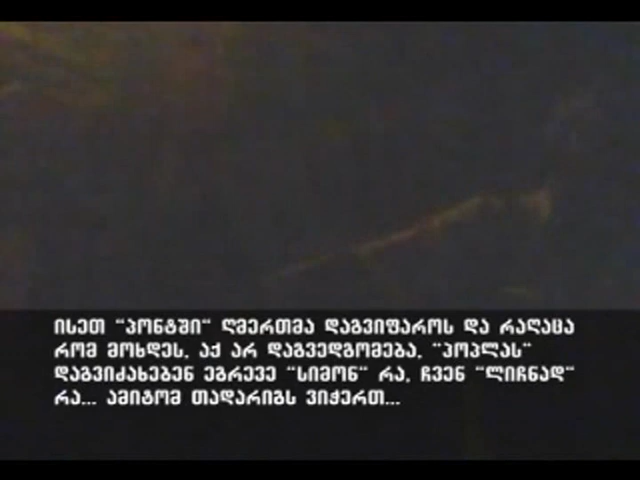 ისეთ "პონტში" ღმერთმა დაგვიფაროს და რაღაცა
რომ მოხდეს, აქ არ დაგვედგომება, "პოპლას"
დაგვიძახებენ ეგრევე "სიმონ" რა, ჩვენ "ლიჩნად"
რა... ამიტომ თადარიგს ვიჭერთ...